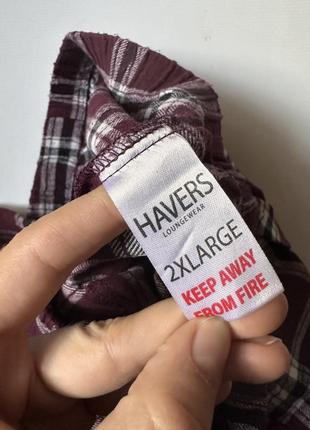 HAVERS
LOUNGEWEAR
2XLARGE
KEEP AWAY
FROM FIRE